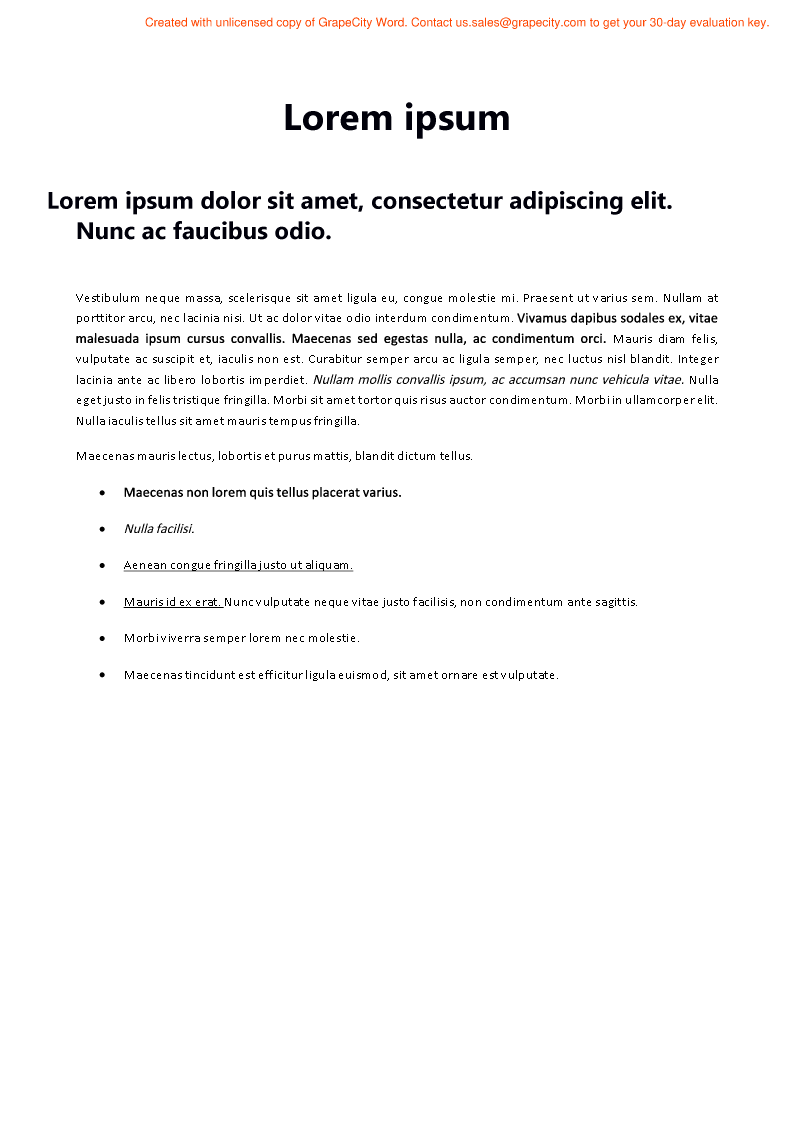 Created with unlicensed copy of GrapeCity Word. Contact us.sales@grapecity.com to get your 30-day evaluation key.
Lorem ipsum
Lorem ipsum dolor sit amet, consectetur adipiscing elit.
Nunc ac faucibus odio.
Vestibulum neque massa, scelerisque sit amet ligula eu, congue molestie mi. Praesent ut varius sem. Nullam at
porttitor arcu, nec lacinia nisi. Ut ac dolor vitae odio interdum condimentum. Vivamus dapibus sodales ex, vitae
malesuada ipsum cursus convallis. Maecenas sed egestas nulla, ac condimentum orci. Mauris diam felis,
vulputate ac suscipit et, iaculis non est. Curabitur semper arcu ac ligula semper, nec luctus nisl blandit. Integer
lacinia ante ac libero lobortis imperdiet. Nullam mollis convallis ipsum, ac accumsan nunc vehicula vitae. Nulla
eget justo in felis tristique fringilla. Morbi sit amet tortor quis risus auctor condimentum. Morbi in ullamcorper elit.
Nulla iaculis tellus sit amet mauris tempus fringilla.
Maecenas mauris lectus, lobortis et purus mattis, blandit dictum tellus.
• Maecenas non lorem quis tellus placerat varius.
• Nulla facilisi.
• Aenean congue fringilla justo ut aliquam.
• Mauris id ex erat. Nunc vulputate neque vitae justo facilisis, non condimentum ante sagittis.
• Morbi viverra semper lorem nec molestie.
• Maecenas tincidunt est efficitur ligula euismod, sit amet ornare est vulputate.